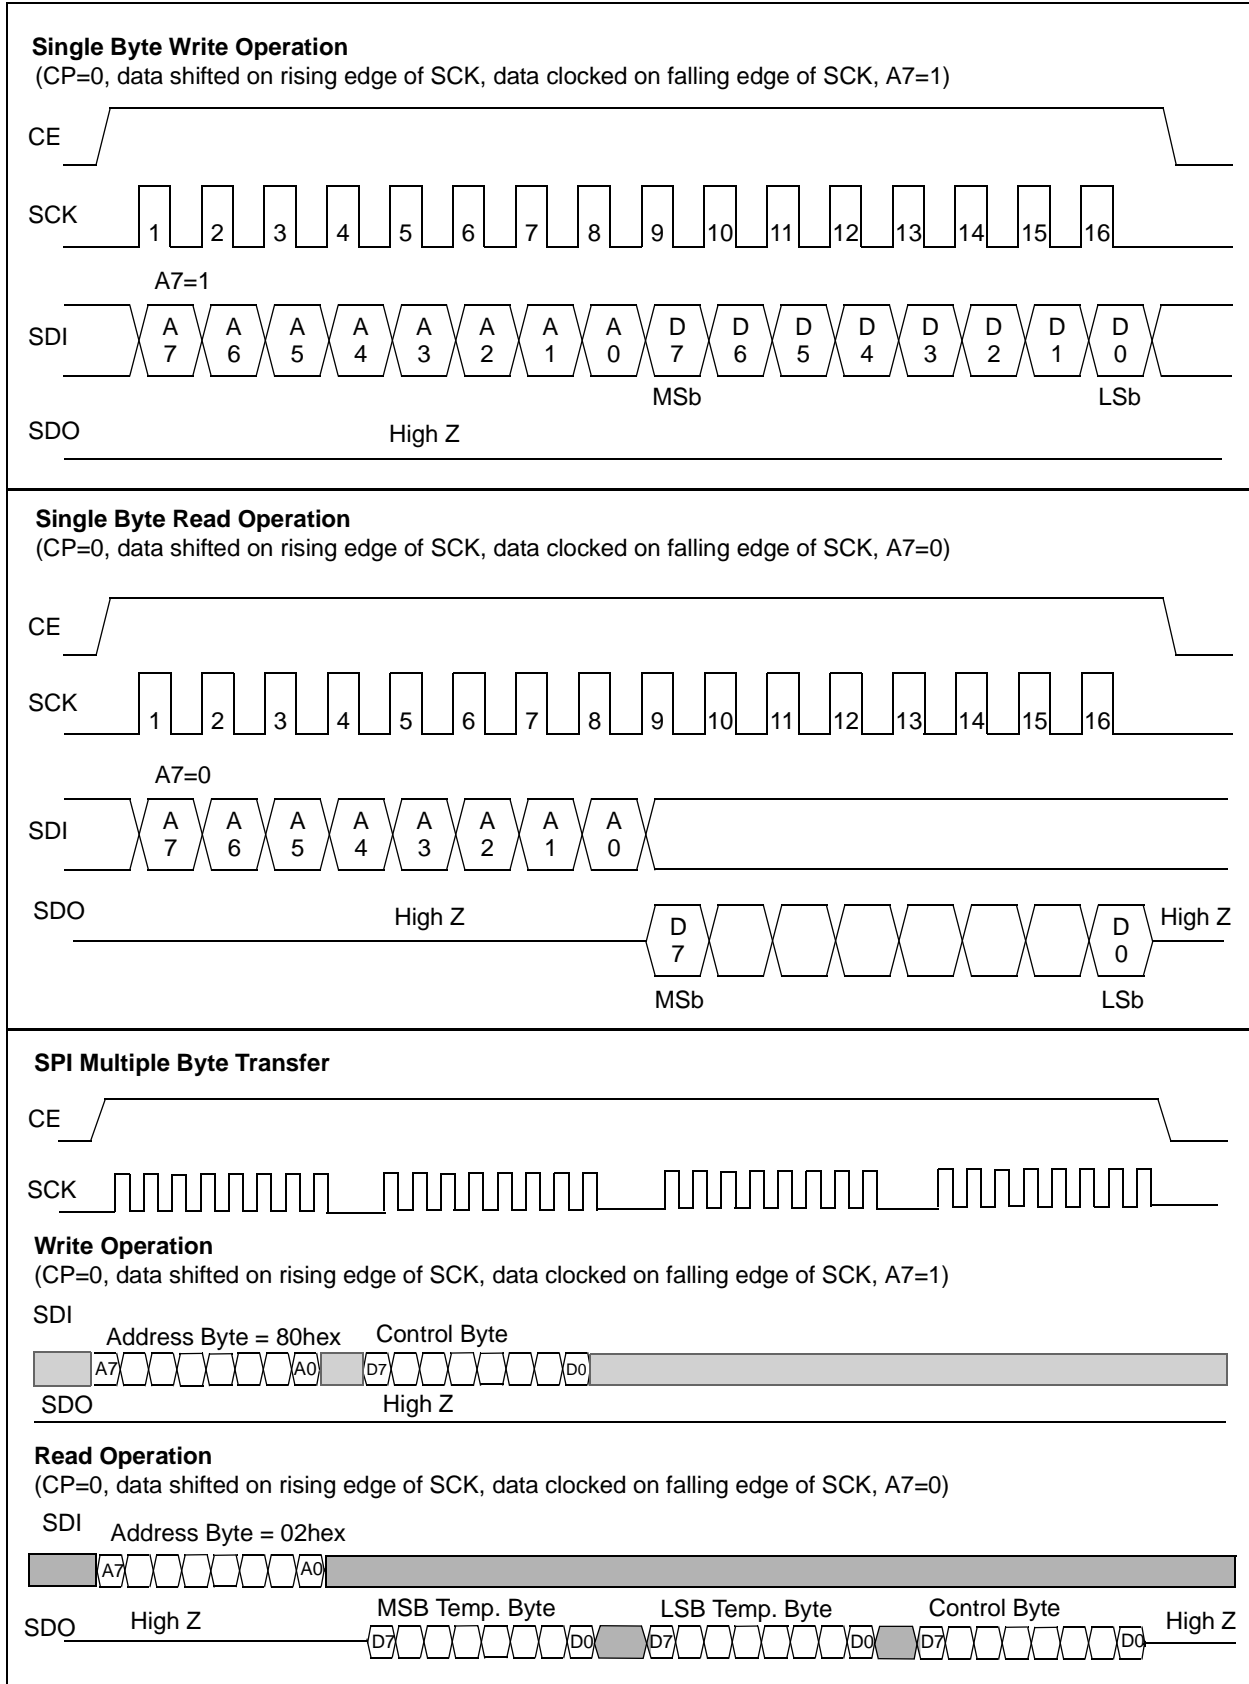 Single Byte Write Operation
(CP=0, data shifted on rising edge of SCK, data clocked on falling edge of SCK, A7=1)
CE
SCK
1 2 3 4 5 6 7 8 9 10 11 12 13 14 15 16
A7=1
SDI
A A A A A A A A D D D D D D D D
7 6 5 4 3 2 1 0 7 6 5 4 3 2 1 0
MSb LSb
SDO
High Z
Single Byte Read Operation
(CP=0, data shifted on rising edge of SCK, data clocked on falling edge of SCK, A7=0)
CE
SCK
1 2 3 4 5 6 7 8 9 10 11 12 13 14 15 16
A7=0
SDI
A A A A A A A A
7 6 5 4 3 2 1 0
SDO
High Z
D D
7 0
High Z
MSb LSb
SPI Multiple Byte Transfer
CE
SCK
Write Operation
(CP=0, data shifted on rising edge of SCK, data clocked on falling edge of SCK, A7=1)
SDI
Address Byte = 80hex Control Byte
A7 A0 D7 D0
SDO High Z
Read Operation
(CP=0, data shifted on rising edge of SCK, data clocked on falling edge of SCK, A7=0)
SDI
Address Byte = 02hex
A7 A0
MSB Temp. Byte LSB Temp. Byte Control Byte
SDO High Z High Z
D7 D0 D7 D0 D7 D0